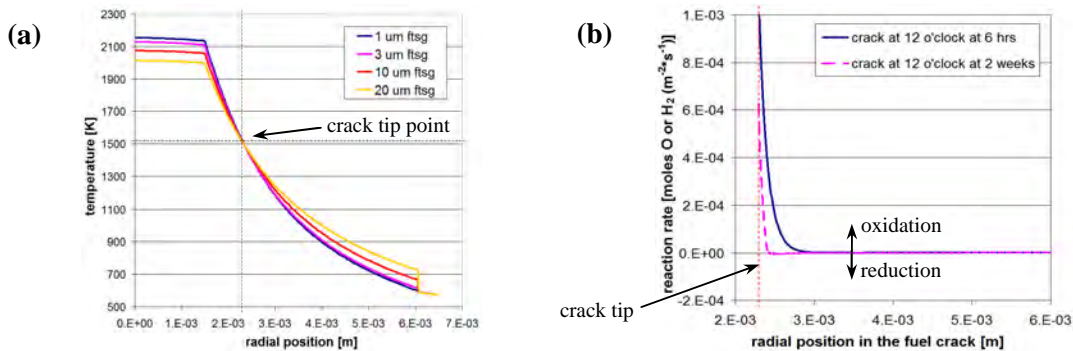 (a)
temperature [K]
2300
2100
1900
1700
1500
1300
1100
900
700
500
1 um ftsg
3 um ftsg
10 um ftsg
20 um ftsg
crack tip point
0.E+00 1.E-03 2.E-03 3.E-03 4.E-03 5.E-03 6.E-03 7.E-03
radial position [m]
(b)
reaction rate [moles O or H₂ (m⁻²*s⁻¹)]
1.E-03
8.E-04
6.E-04
4.E-04
2.E-04
0.E+00
-2.E-04
crack at 12 o'clock at 6 hrs
crack at 12 o'clock at 2 weeks
oxidation
reduction
crack tip
2.E-03 3.E-03 4.E-03 5.E-03 6.E-03
radial position in the fuel crack [m]